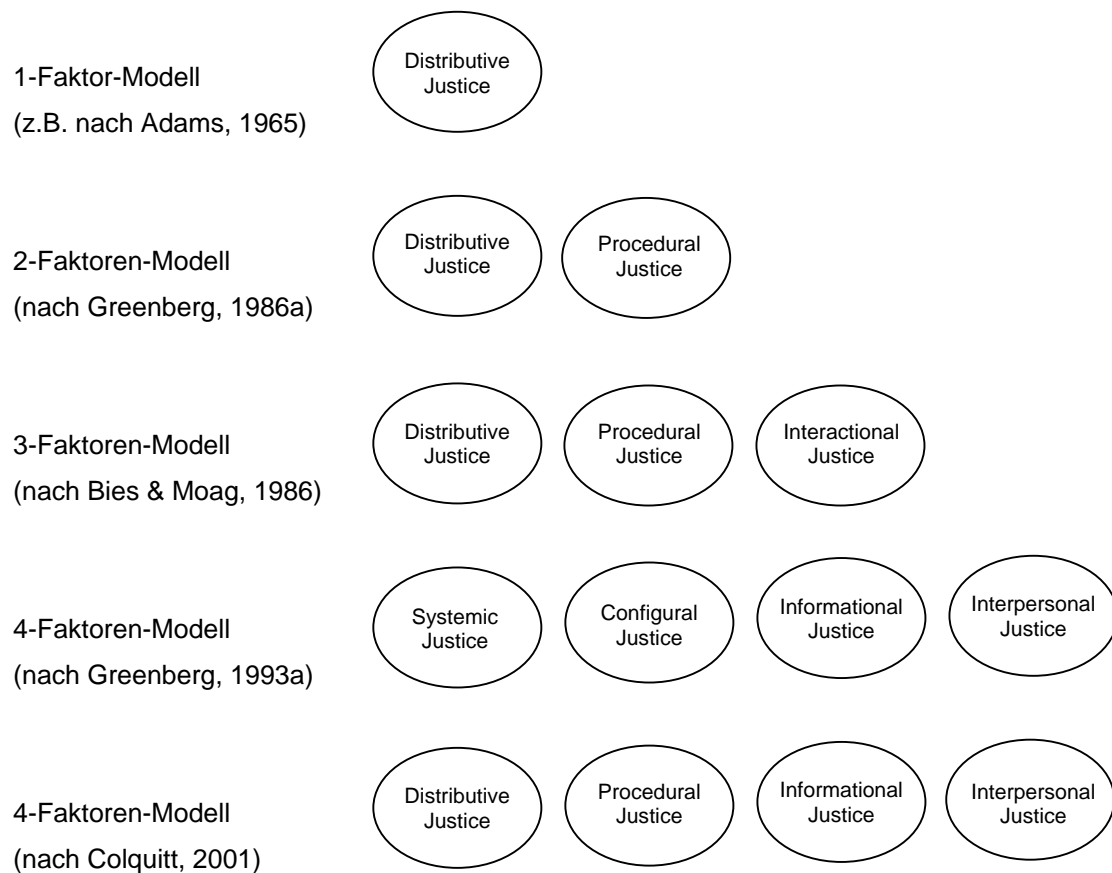 1-Faktor-Modell
(z.B. nach Adams, 1965)
Distributive
Justice
2-Faktoren-Modell
(nach Greenberg, 1986a)
Distributive
Justice
Procedural
Justice
3-Faktoren-Modell
(nach Bies & Moag, 1986)
Distributive
Justice
Procedural
Justice
Interactional
Justice
4-Faktoren-Modell
(nach Greenberg, 1993a)
Systemic
Justice
Configural
Justice
Informational
Justice
Interpersonal
Justice
4-Faktoren-Modell
(nach Colquitt, 2001)
Distributive
Justice
Procedural
Justice
Informational
Justice
Interpersonal
Justice